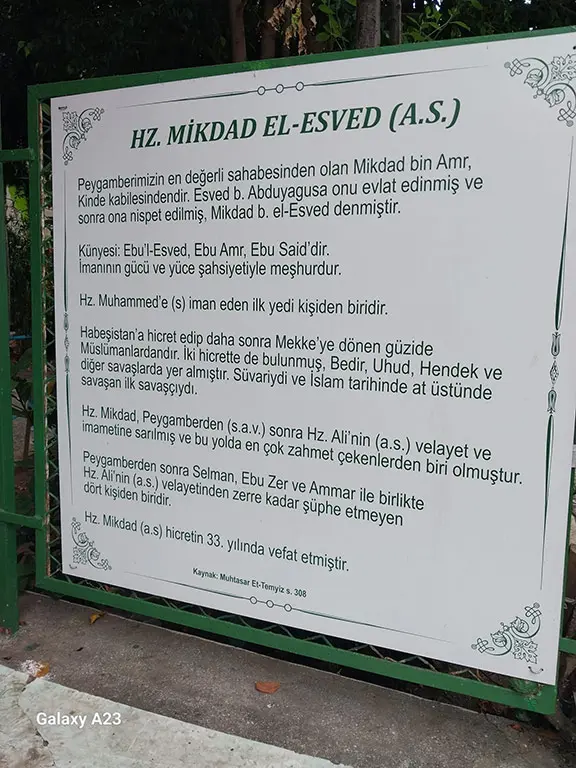 HZ. MİKDAD EL-ESVED (A.S.)
Peygamberimizin en değerli sahabesinden olan Mikdad bin Amr,
Kinde kabilesindendir. Esved b. Abduyagusa onu evlat edinmiş ve
sonra ona nispet edilmiş, Mikdad b. el-Esved denmiştir.
Künyesi: Ebu'l-Esved, Ebu Amr, Ebu Said'dir.
İmanının gücü ve yüce şahsiyetiyle meşhurdur.
Hz. Muhammed'e (s) iman eden ilk yedi kişiden biridir.
Habeşistan'a hicret edip daha sonra Mekke'ye dönen güzide
Müslümanlardandır. İki hicrette de bulunmuş, Bedir, Uhud, Hendek ve
diğer savaşlarda yer almıştır. Süvariydi ve İslam tarihinde at üstünde
savaşan ilk savaşçıydı.
Hz. Mikdad, Peygamberden (s.a.v.) sonra Hz. Ali'nin (a.s.) velayet ve
imametine sarılmış ve bu yolda en çok zahmet çekenlerden biri olmuştur.
Peygamberden sonra Selman, Ebu Zer ve Ammar ile birlikte
Hz. Ali'nin (a.s.) velayetinden zerre kadar şüphe etmeyen
dört kişiden biridir.
Hz. Mikdad (a.s) hicretin 33. yılında vefat etmiştir.
Kaynak: Muhtasar Et-Temyiz s. 308
Galaxy A23